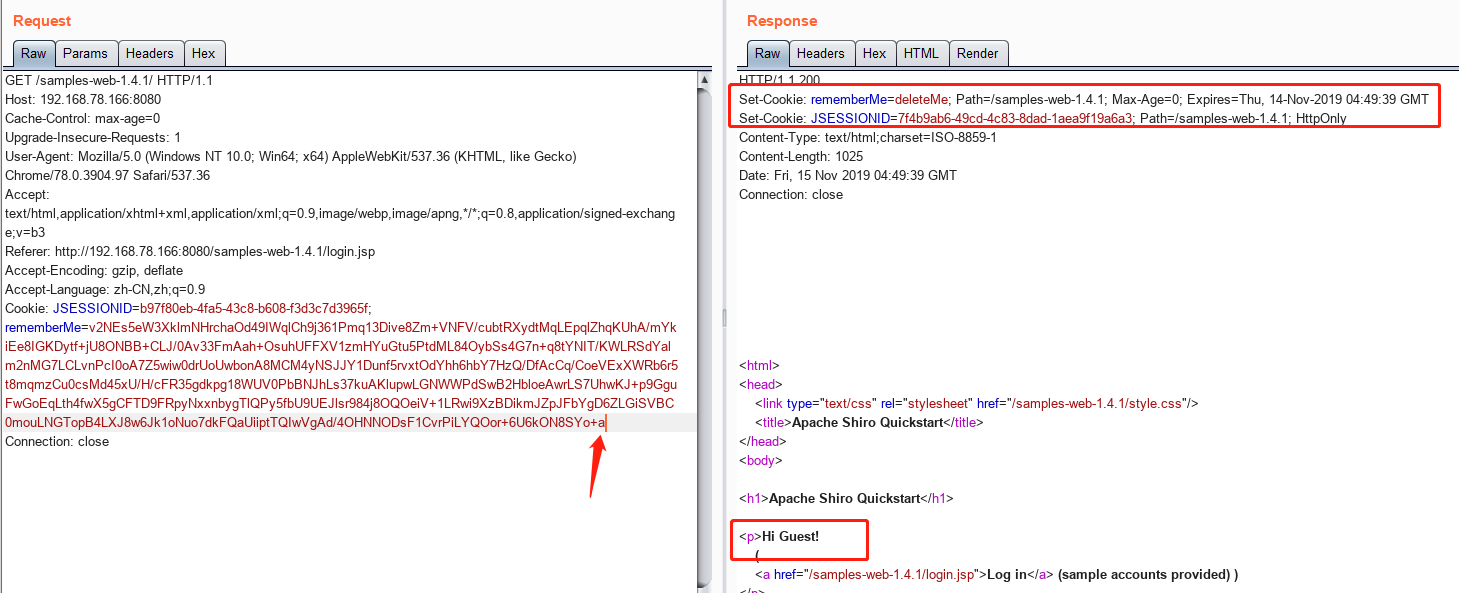 Request
Raw Params Headers Hex
GET /samples-web-1.4.1/ HTTP/1.1
Host: 192.168.78.166:8080
Cache-Control: max-age=0
Upgrade-Insecure-Requests: 1
User-Agent: Mozilla/5.0 (Windows NT 10.0; Win64; x64) AppleWebKit/537.36 (KHTML, like Gecko)
Chrome/78.0.3904.97 Safari/537.36
Accept:
text/html,application/xhtml+xml,application/xml;q=0.9,image/webp,image/apng,*/*;q=0.8,application/signed-exchang
e;v=b3
Referer: http://192.168.78.166:8080/samples-web-1.4.1/login.jsp
Accept-Encoding: gzip, deflate
Accept-Language: zh-CN,zh;q=0.9
Cookie: JSESSIONID=b97f80eb-4fa5-43c8-b608-f3d3c7d3965f;
rememberMe=v2NEs5eW3XklmNHrchaOd49IWqlCh9j361Pmq13Dive8Zm+VNFV/cubtRXydtMqLEpqlZhqKUhA/mYk
iEe8IGKDytf+jU8ONBB+CLJ/0Av33FmAah+OsuhUFFXV1zmHYuGtu5PtdML84OybSs4G7n+q8tYNIT/KWLRSdYal
m2nMG7LCLvnPcI0oA7Z5wiw0drUoUwbonA8MCM4yNSJJY1Dunf5rvxtOdYhh6hbY7HzQ/DfAcCq/CoeVExXWRb6r5
t8mqmzCu0csMd45xU/H/cFR35gdkpg18WUV0PbBNJhLs37kuAKlupwLGNWWPdSwB2HbloeAwrLS7UhwKJ+p9Ggu
FwGoEqLth4fwX5gCFTD9FRpyNxxnbygTlQPy5fbU9UEJlsr984j8OQOeiV+1LRwi9XzBDikmJZpJFbYgD6ZLGiSVBC
0mouLNGTopB4LXJ8w6Jk1oNuo7dkFQaUiiptTQIwVgAd/4OHNNODsF1CvrPiLYQOor+6U6kON8SYo+a
Connection: close
Response
Raw Headers Hex HTML Render
HTTP/1.1 200
Set-Cookie: rememberMe=deleteMe; Path=/samples-web-1.4.1; Max-Age=0; Expires=Thu, 14-Nov-2019 04:49:39 GMT
Set-Cookie: JSESSIONID=7f4b9ab6-49cd-4c83-8dad-1aea9f19a6a3; Path=/samples-web-1.4.1; HttpOnly
Content-Type: text/html;charset=ISO-8859-1
Content-Length: 1025
Date: Fri, 15 Nov 2019 04:49:39 GMT
Connection: close
<html>
<head>
<link type="text/css" rel="stylesheet" href="/samples-web-1.4.1/style.css"/>
<title>Apache Shiro Quickstart</title>
</head>
<body>
<h1>Apache Shiro Quickstart</h1>
<p>Hi Guest!
(
<a href="/samples-web-1.4.1/login.jsp">Log in</a> (sample accounts provided) )
</p>